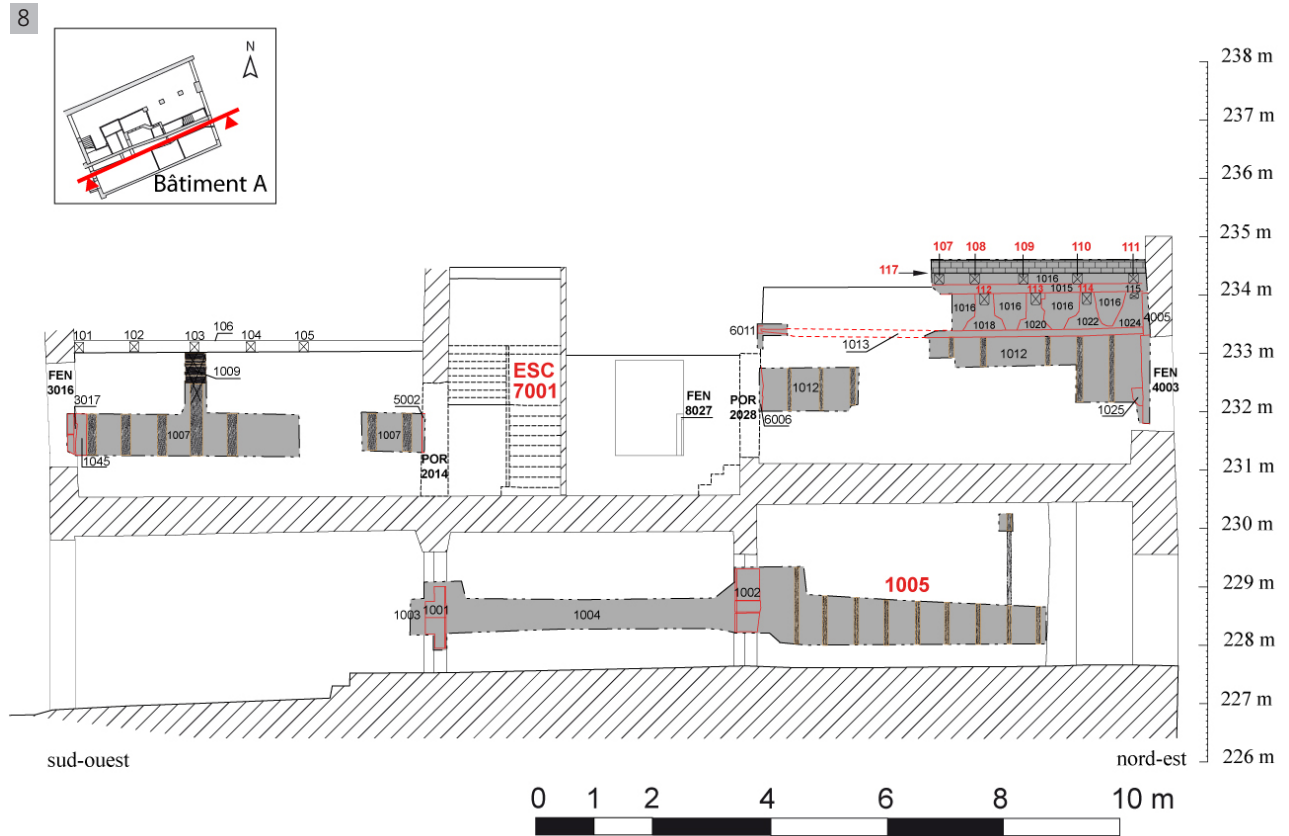 8
N
Bâtiment A
238 m
237 m
236 m
235 m
234 m
233 m
232 m
231 m
230 m
229 m
228 m
227 m
226 m
107 108 109 110 111
117
1016
1015
112 113 114 115
1016 1016 1016 1016
1018 1020 1022 1024
4005
6011
1013
101 102 103 106 104 105
1009
FEN
3016
3017
1007
1045
5002
1007
POR
2014
ESC
7001
FEN
8027
POR
2028
1012
6006
1012
FEN
4003
1025
1003 1001
1004
1002
1005
sud-ouest
nord-est
0 1 2 4 6 8 10 m